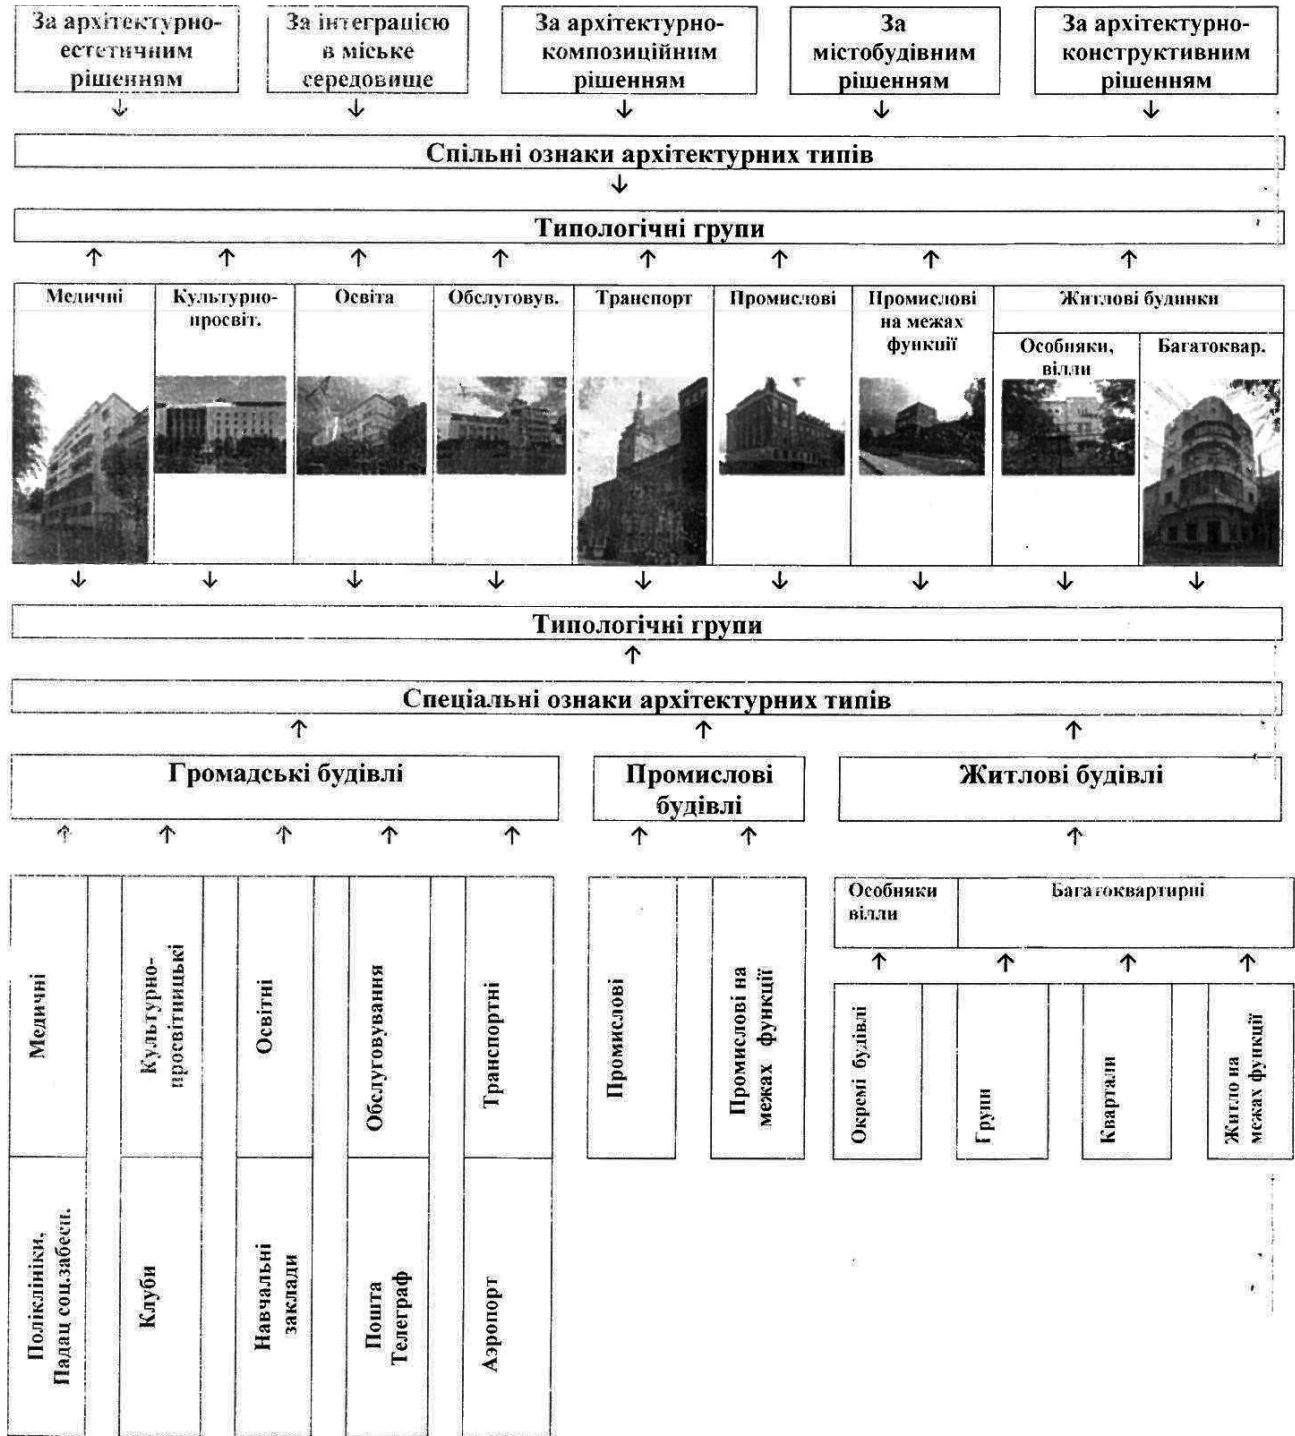 За архітектурно-
естетичним
рішенням
За інтеграцією
в міське
середовище
За архітектурно-
композиційним
рішенням
За
містобудівним
рішенням
За архітектурно-
конструктивним
рішенням
Спільні ознаки архітектурних типів
Типологічні групи
Медичні
Культурно-
просвіт.
Освіта
Обслуговув.
Транспорт
Промислові
Промислові
на межах
функції
Житлові будинки
Особняки,
вілли
Багатоквар.
Типологічні групи
Спеціальні ознаки архітектурних типів
Громадські будівлі
Промислові
будівлі
Житлові будівлі
Медичні
Культурно-
просвітницькі
Освітні
Обслуговування
Транспортні
Промислові
Промислові на
межах функції
Особняки
вілли
Багатоквартирні
Окремі будівлі
Групи
Квартали
Житло на
межах функції
Поліклініки,
Падац соц.забесп.
Клуби
Навчальні
заклади
Пошта
Телеграф
Аэропорт